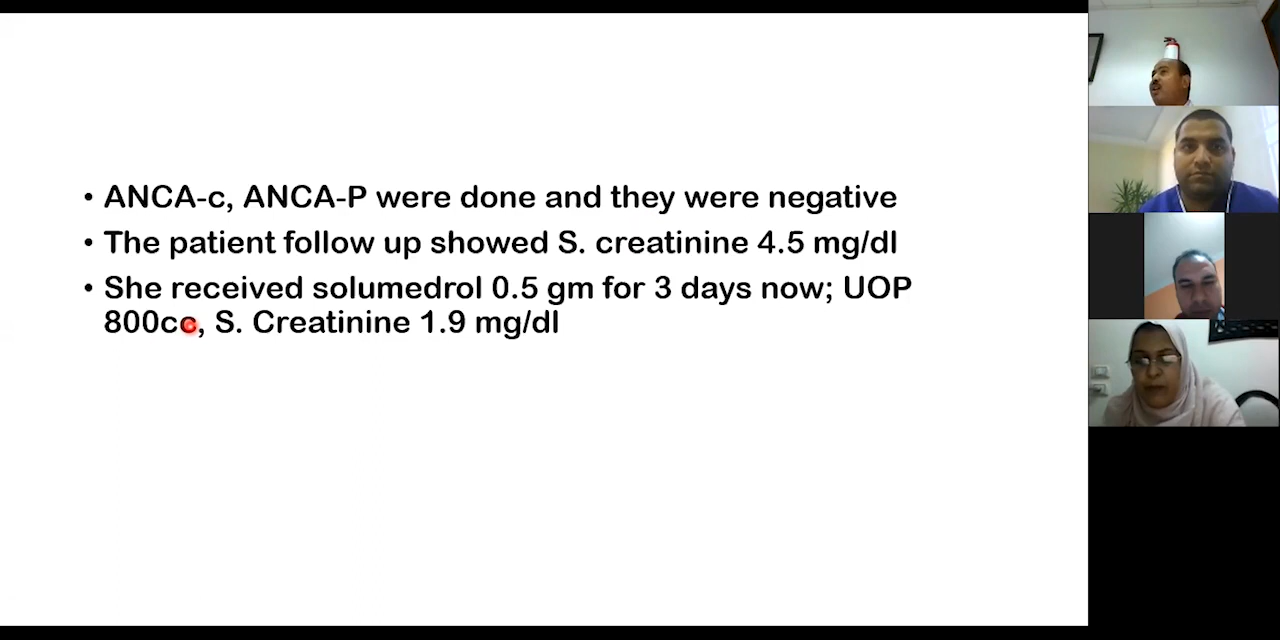 • ANCA-c, ANCA-P were done and they were negative
• The patient follow up showed S. creatinine 4.5 mg/dl
• She received solumedrol 0.5 gm for 3 days now; UOP
800cc, S. Creatinine 1.9 mg/dl